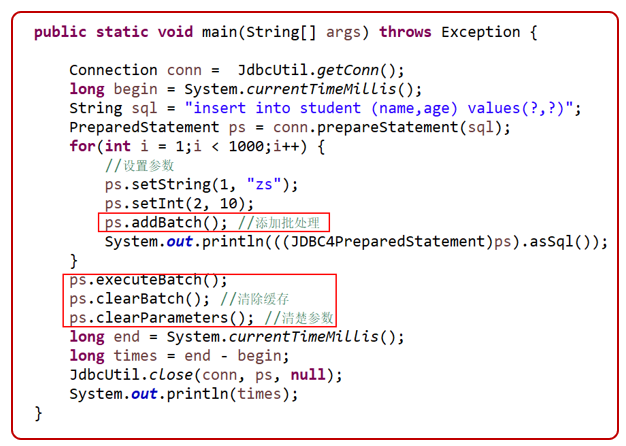 public static void main(String[] args) throws Exception {
Connection conn =  JdbcUtil.getConn();
long begin = System.currentTimeMillis();
String sql = "insert into student (name,age) values(?,?)";
PreparedStatement ps = conn.prepareStatement(sql);
for(int i = 1;i < 1000;i++) {
//设置参数
ps.setString(1, "zs");
ps.setInt(2, 10);
ps.addBatch(); //添加批处理
System.out.println(((JDBC4PreparedStatement)ps).asSql());
}
ps.executeBatch();
ps.clearBatch(); //清除缓存
ps.clearParameters(); //清楚参数
long end = System.currentTimeMillis();
long times = end - begin;
JdbcUtil.close(conn, ps, null);
System.out.println(times);
}